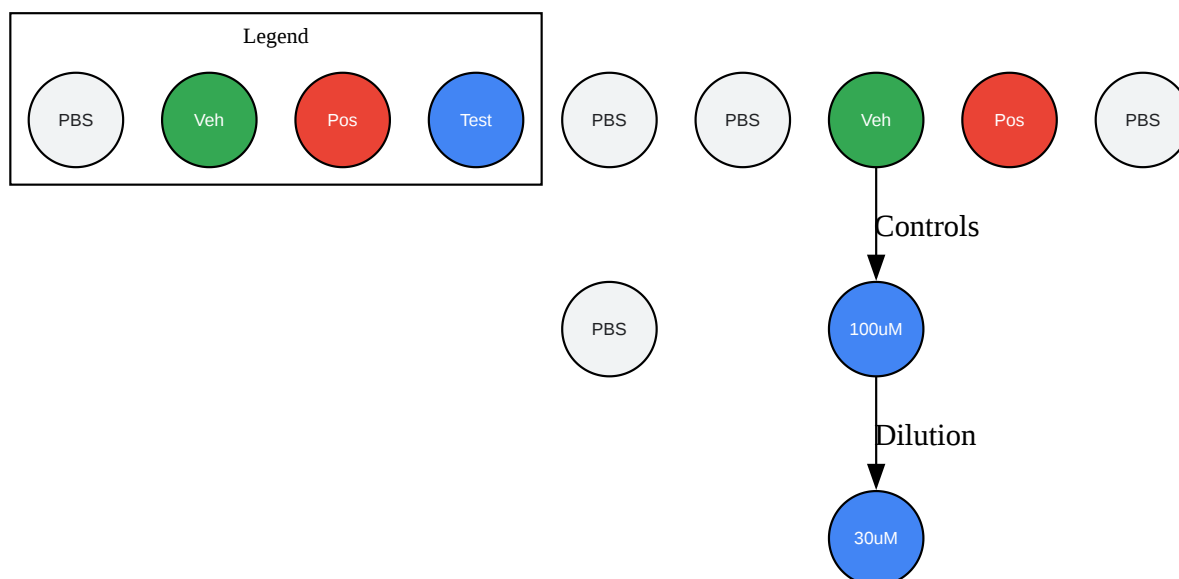 Legend
PBS Veh Pos Test PBS PBS Veh Pos PBS
Controls
PBS 100uM
Dilution
30uM